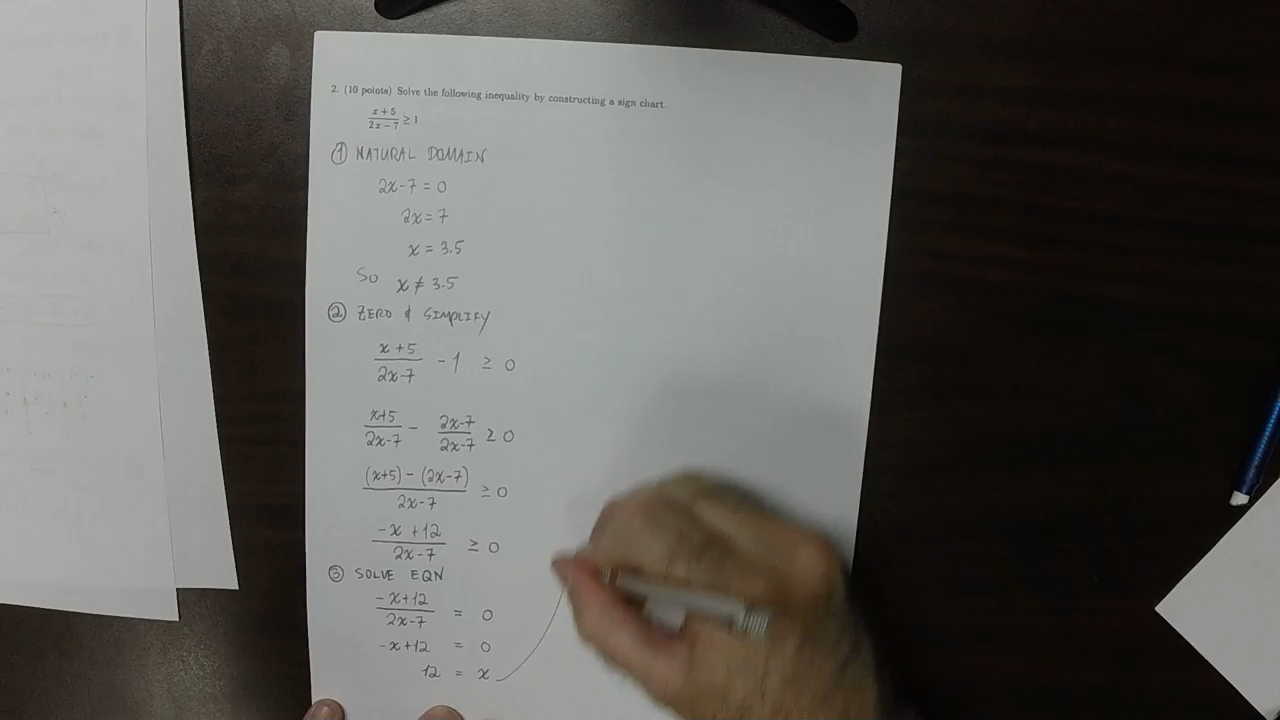 2. (10 points) Solve the following inequality by constructing a sign chart.
x+5 / 2x−7 ≥ 1
① NATURAL DOMAIN
2x-7 = 0
2x = 7
x = 3.5
SO x ≠ 3.5
② ZERO & SIMPLIFY
x+5 / 2x-7 - 1 ≥ 0
x+5 / 2x-7 - 2x-7 / 2x-7 ≥ 0
(x+5) - (2x-7) / 2x-7 ≥ 0
-x +12 / 2x-7 ≥ 0
③ SOLVE EQN
-x+12 / 2x-7 = 0
-x+12 = 0
12 = x